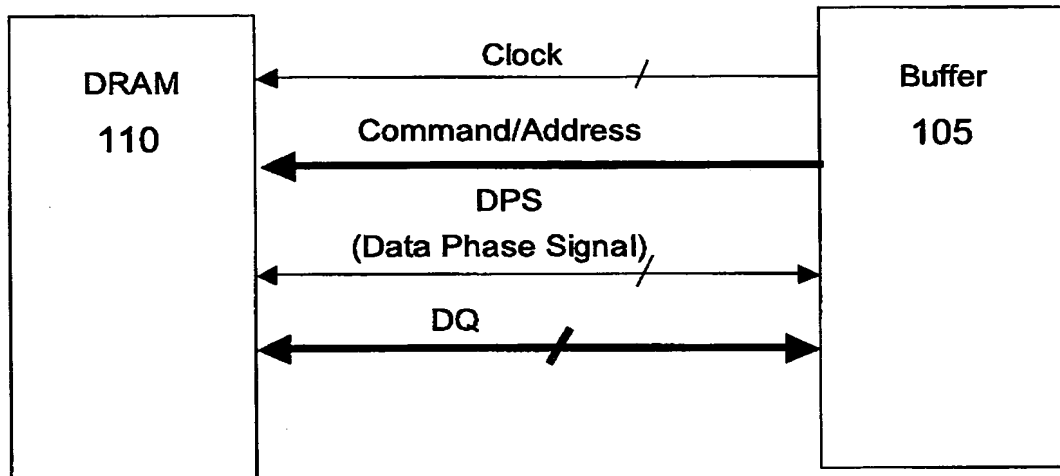 DRAM
110
Clock
Command/Address
DPS
(Data Phase Signal)
DQ
Buffer
105